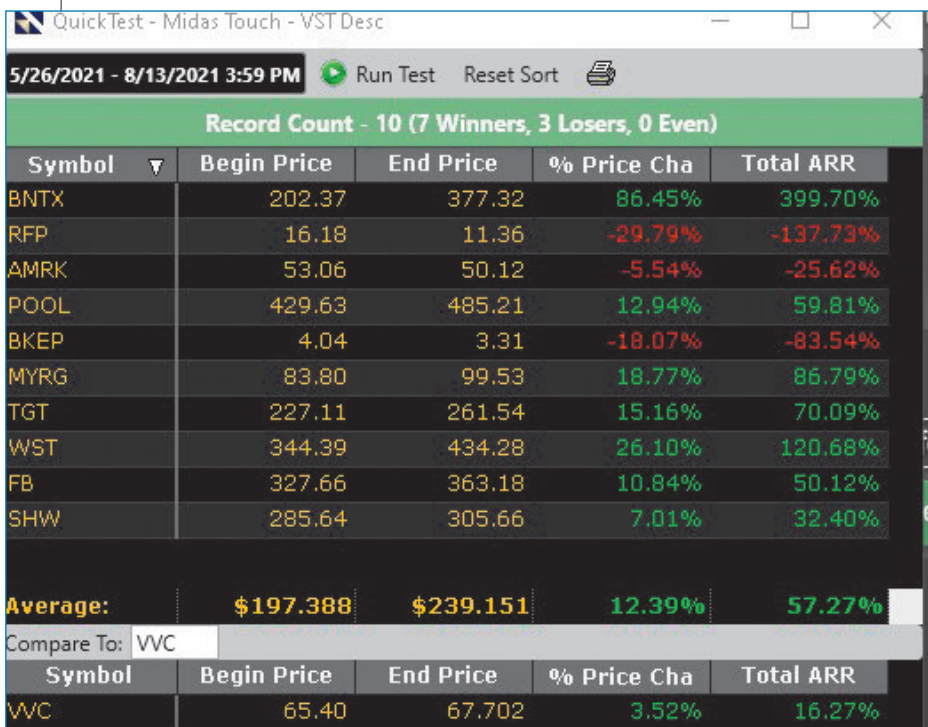 QuickTest - Midas Touch - VST Desc
5/26/2021 - 8/13/2021 3:59 PM Run Test Reset Sort
Record Count - 10 (7 Winners, 3 Losers, 0 Even)
Symbol Begin Price End Price % Price Cha Total ARR
BNTX 202.37 377.32 86.45% 399.70%
RFP 16.18 11.36 -29.79% -137.73%
AMRK 53.06 50.12 -5.54% -25.62%
POOL 429.63 485.21 12.94% 59.81%
BKEP 4.04 3.31 -18.07% -83.54%
MYRG 83.80 99.53 18.77% 86.79%
TGT 227.11 261.54 15.16% 70.09%
WST 344.39 434.28 26.10% 120.68%
FB 327.66 363.18 10.84% 50.12%
SHW 285.64 305.66 7.01% 32.40%
Average: $197.388 $239.151 12.39% 57.27%
Compare To: VVC
Symbol Begin Price End Price % Price Cha Total ARR
VVC 65.40 67.702 3.52% 16.27%